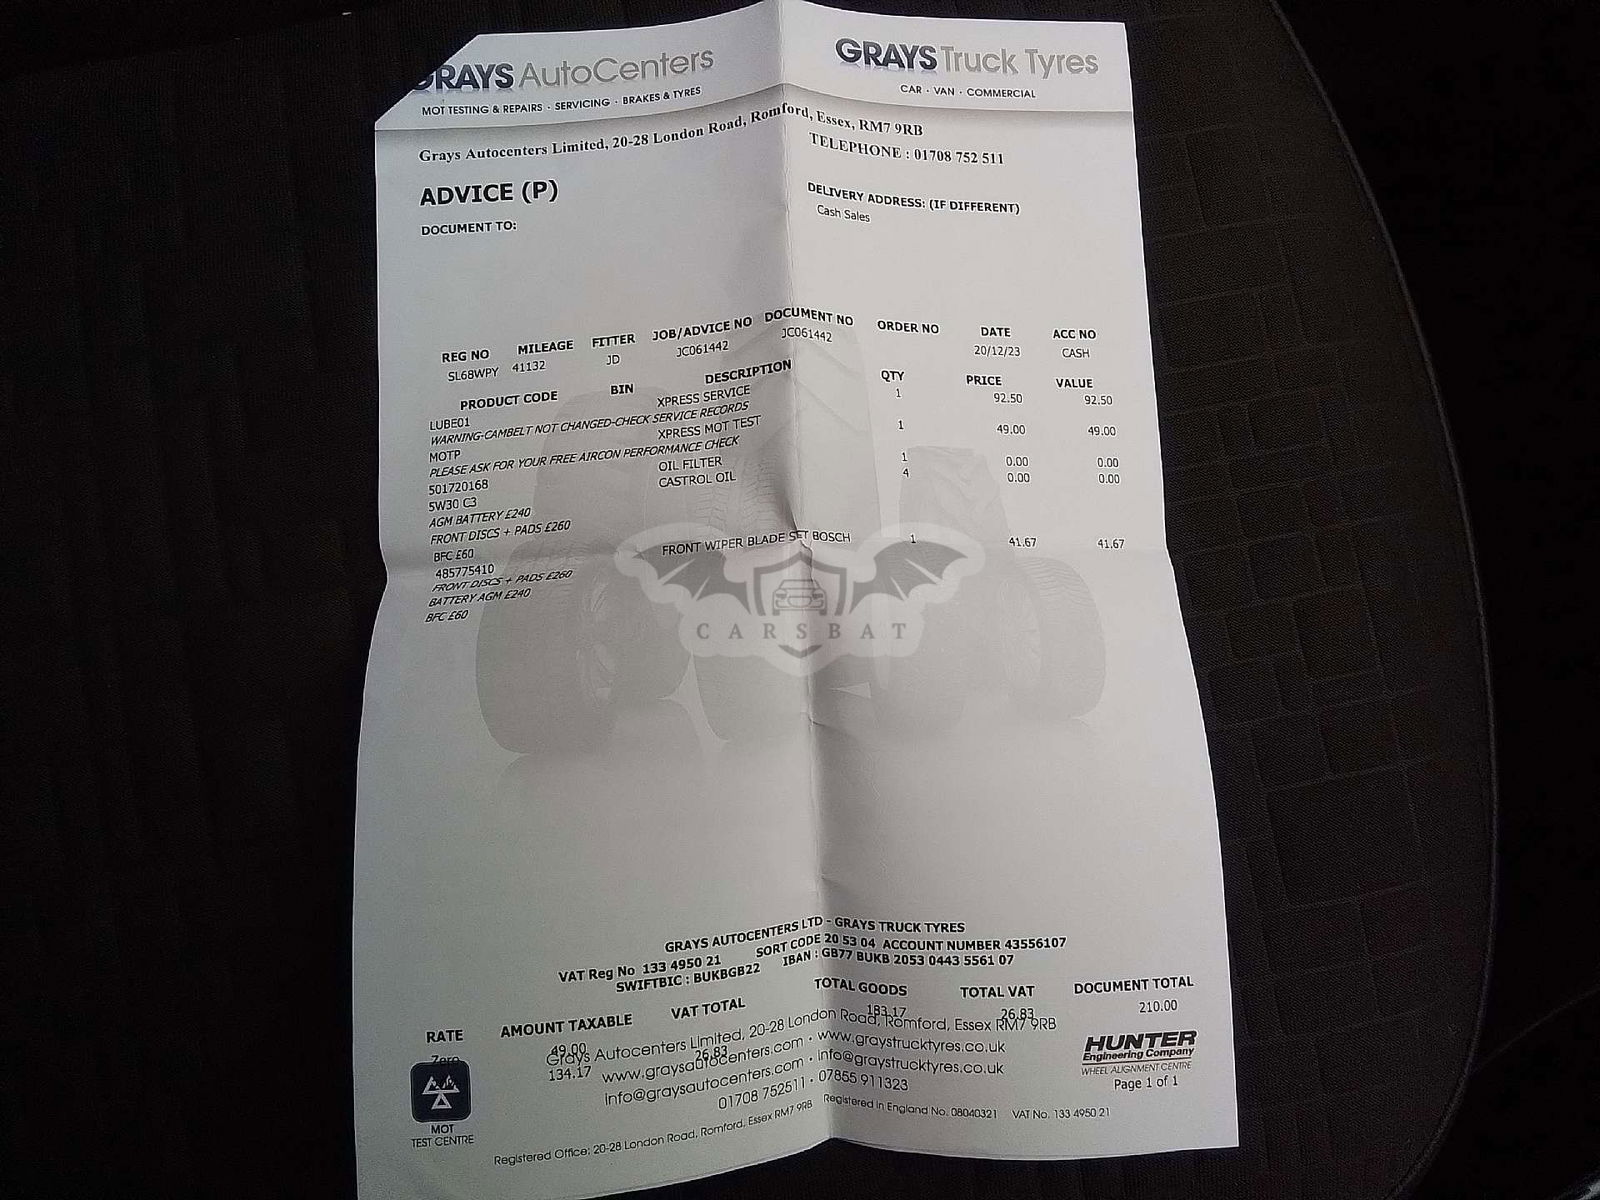 GRAYS AutoCenters
MOT TESTING & REPAIRS · SERVICING · BRAKES & TYRES
GRAYS Truck Tyres
CAR · VAN · COMMERCIAL
Grays Autocenters Limited, 20-28 London Road, Romford, Essex, RM7 9RB
TELEPHONE : 01708 752 511
ADVICE (P)
DOCUMENT TO:
DELIVERY ADDRESS: (IF DIFFERENT)
Cash Sales
REG NO MILEAGE FITTER JOB/ADVICE NO DOCUMENT NO ORDER NO DATE ACC NO
SL68WPY 41132 JD JC061442 JC061442 20/12/23 CASH
PRODUCT CODE BIN DESCRIPTION QTY PRICE VALUE
LUBE01 XPRESS SERVICE 1 92.50 92.50
WARNING-CAMBELT NOT CHANGED-CHECK SERVICE RECORDS
MOTP XPRESS MOT TEST 1 49.00 49.00
PLEASE ASK FOR YOUR FREE AIRCON PERFORMANCE CHECK
501720168 OIL FILTER 1 0.00 0.00
5W30 C3 CASTROL OIL 4 0.00 0.00
AGM BATTERY £240
FRONT DISCS + PADS £260
BFC £60
485775410 FRONT WIPER BLADE SET BOSCH 1 41.67 41.67
FRONT DISCS + PADS £260
BATTERY AGM £240
BFC £60
CARSBAT
GRAYS AUTOCENTERS LTD - GRAYS TRUCK TYRES
VAT Reg No 133 4950 21 SORT CODE 20 53 04 ACCOUNT NUMBER 43556107
SWIFTBIC : BUKBGB22 IBAN : GB77 BUKB 2053 0443 5561 07
RATE AMOUNT TAXABLE VAT TOTAL TOTAL GOODS TOTAL VAT DOCUMENT TOTAL
Zero 49.00 183.17 26.83 210.00
134.17 26.83
Grays Autocenters Limited, 20-28 London Road, Romford, Essex RM7 9RB
www.graysautocenters.com · www.graystrucktyres.co.uk
info@graysautocenters.com · info@graystrucktyres.co.uk
01708 752511 · 07855 911323
Registered Office: 20-28 London Road, Romford, Essex RM7 9RB Registered in England No. 08040321 VAT No. 133 4950 21
MOT
TEST CENTRE
HUNTER
Engineering Company
WHEEL ALIGNMENT CENTRE
Page 1 of 1